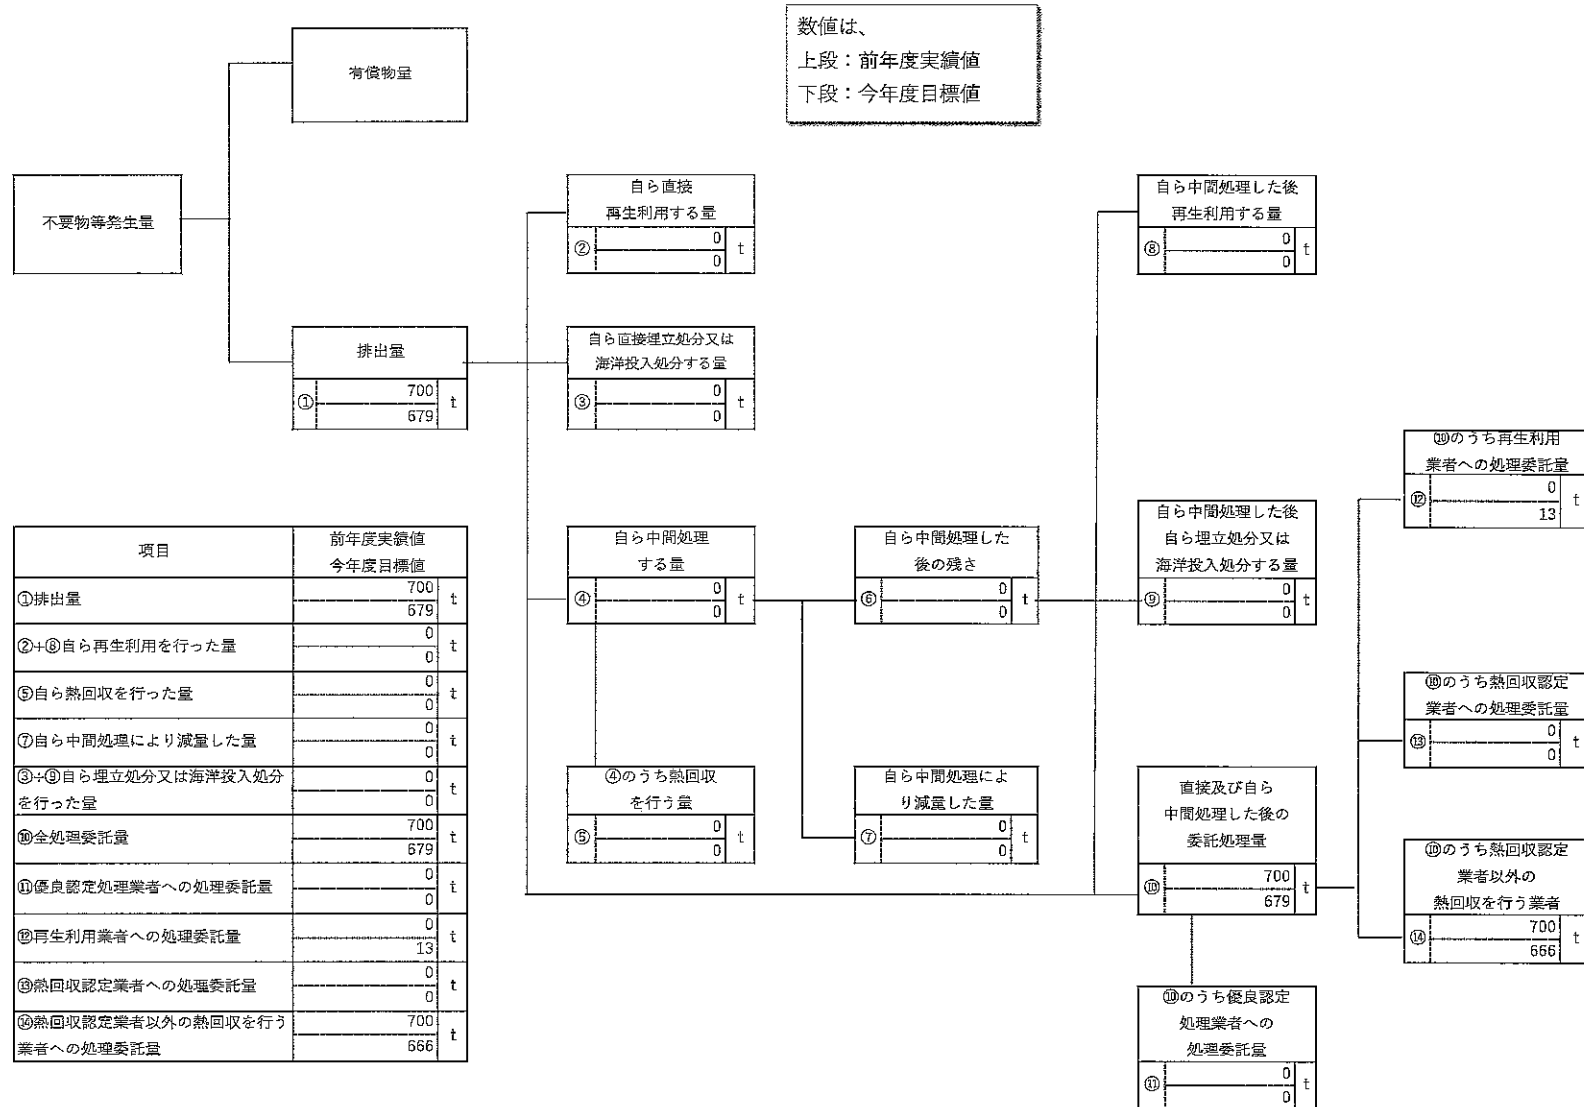 数値は、
上段：前年度実績値
下段：今年度目標値
有償物量
不要物等発生量
排出量
① 700 t
679
自ら直接
再生利用する量
② 0 t
0
自ら直接埋立処分又は
海洋投入処分する量
③ 0 t
0
自ら中間処理
する量
④ 0 t
0
④のうち熱回収
を行う量
⑤ 0 t
0
自ら中間処理した
後の残さ
⑥ 0 t
0
自ら中間処理によ
り減量した量
⑦ 0 t
0
自ら中間処理した後
再生利用する量
⑧ 0 t
0
自ら中間処理した後
自ら埋立処分又は
海洋投入処分する量
⑨ 0 t
0
直接及び自ら
中間処理した後の
委託処理量
⑩ 700 t
679
⑩のうち優良認定
処理業者への
処理委託量
⑪ 0 t
0
⑩のうち再生利用
業者への処理委託量
⑫ 0 t
13
⑩のうち熱回収認定
業者への処理委託量
⑬ 0 t
0
⑩のうち熱回収認定
業者以外の
熱回収を行う業者
⑭ 700 t
666
項目 前年度実績値
今年度目標値
①排出量 700 t
679
②+⑧自ら再生利用を行った量 0 t
0
⑤自ら熱回収を行った量 0 t
0
⑦自ら中間処理により減量した量 0 t
0
③+⑨自ら埋立処分又は海洋投入処分 0 t
を行った量 0
⑩全処理委託量 700 t
679
⑪優良認定処理業者への処理委託量 0 t
0
⑫再生利用業者への処理委託量 0 t
13
⑬熱回収認定業者への処理委託量 0 t
0
⑭熱回収認定業者以外の熱回収を行う 700 t
業者への処理委託量 666